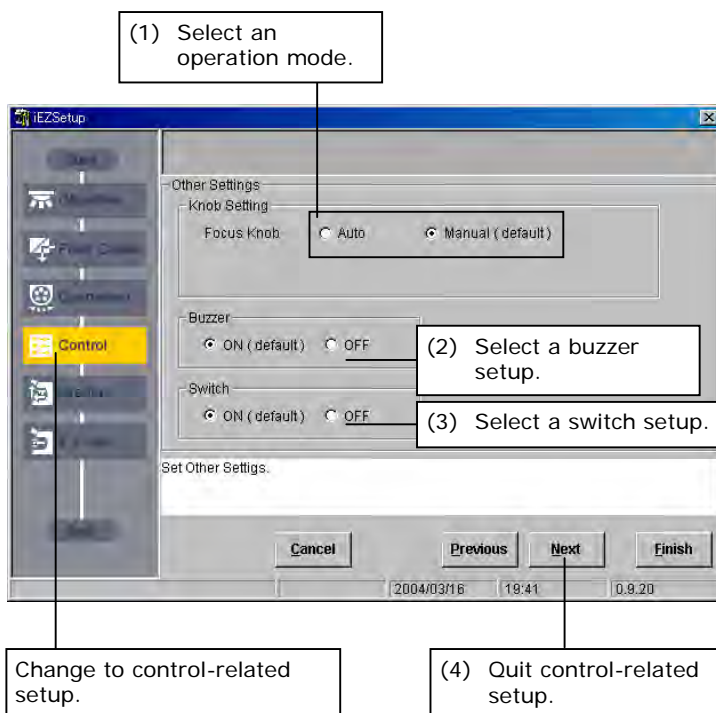 (1) Select an
operation mode.
iEZSetup
Other Settings
Knob Setting
Focus Knob Auto Manual ( default )
Buzzer
ON ( default ) OFF
(2) Select a buzzer
setup.
Control
Switch
ON ( default ) OFF
(3) Select a switch setup.
Set Other Settigs.
Cancel Previous Next Finish
2004/03/16 19:41 0.9.20
Change to control-related
setup.
(4) Quit control-related
setup.